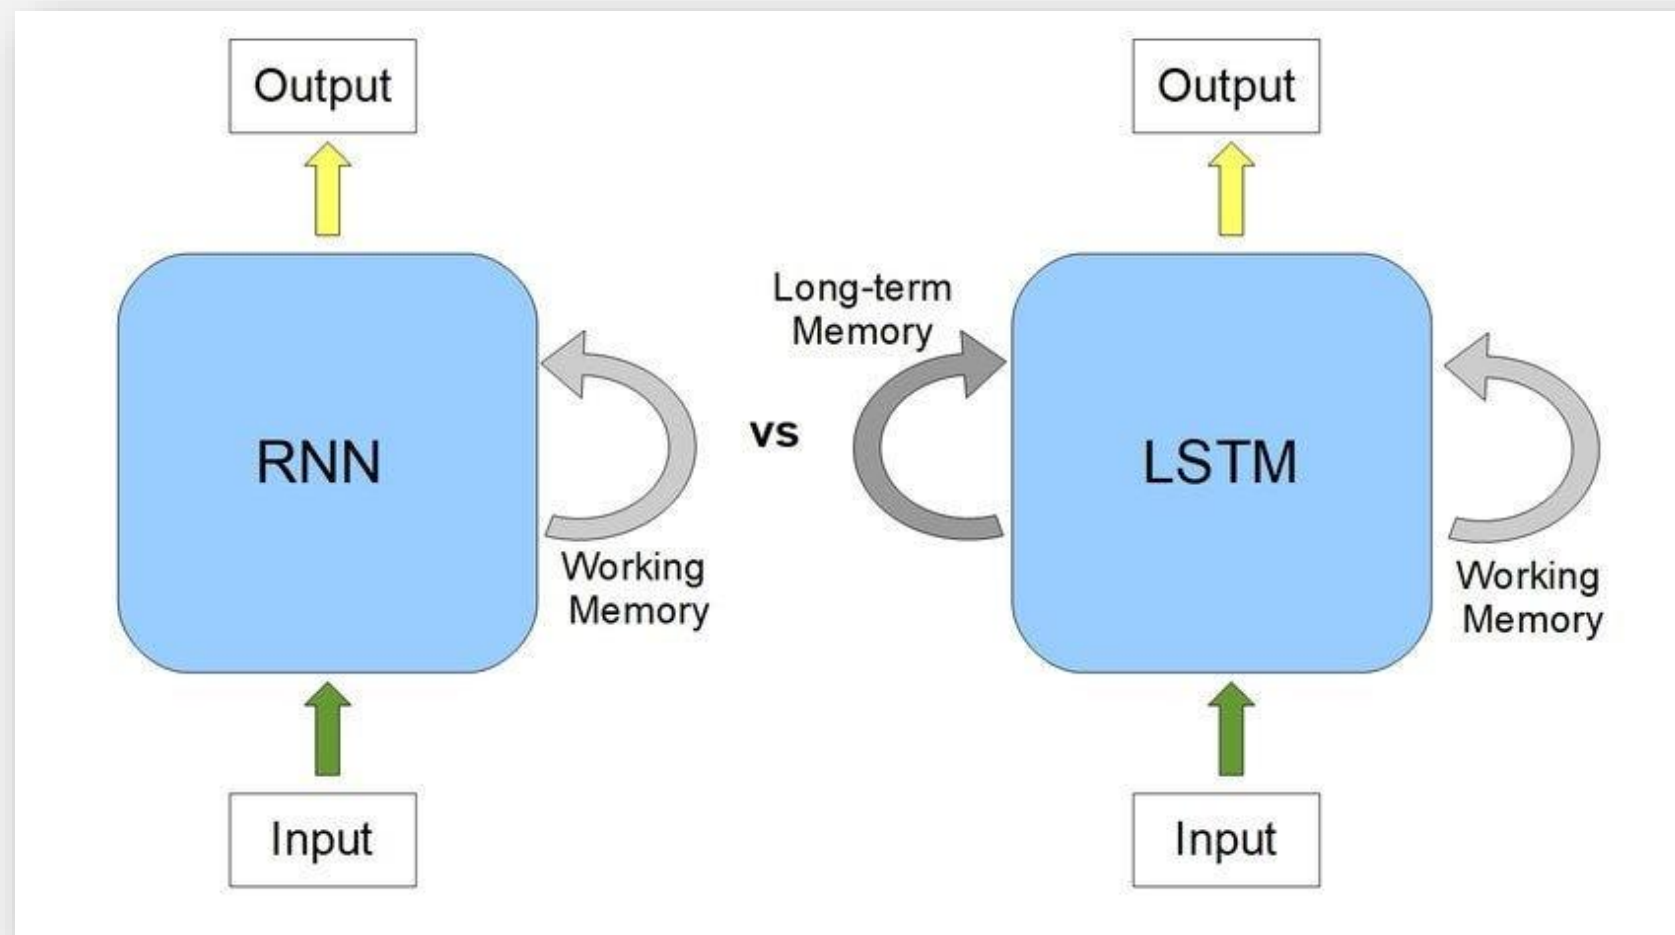 Output
RNN
Working
Memory
Input
vs
Output
Long-term
Memory
LSTM
Working
Memory
Input